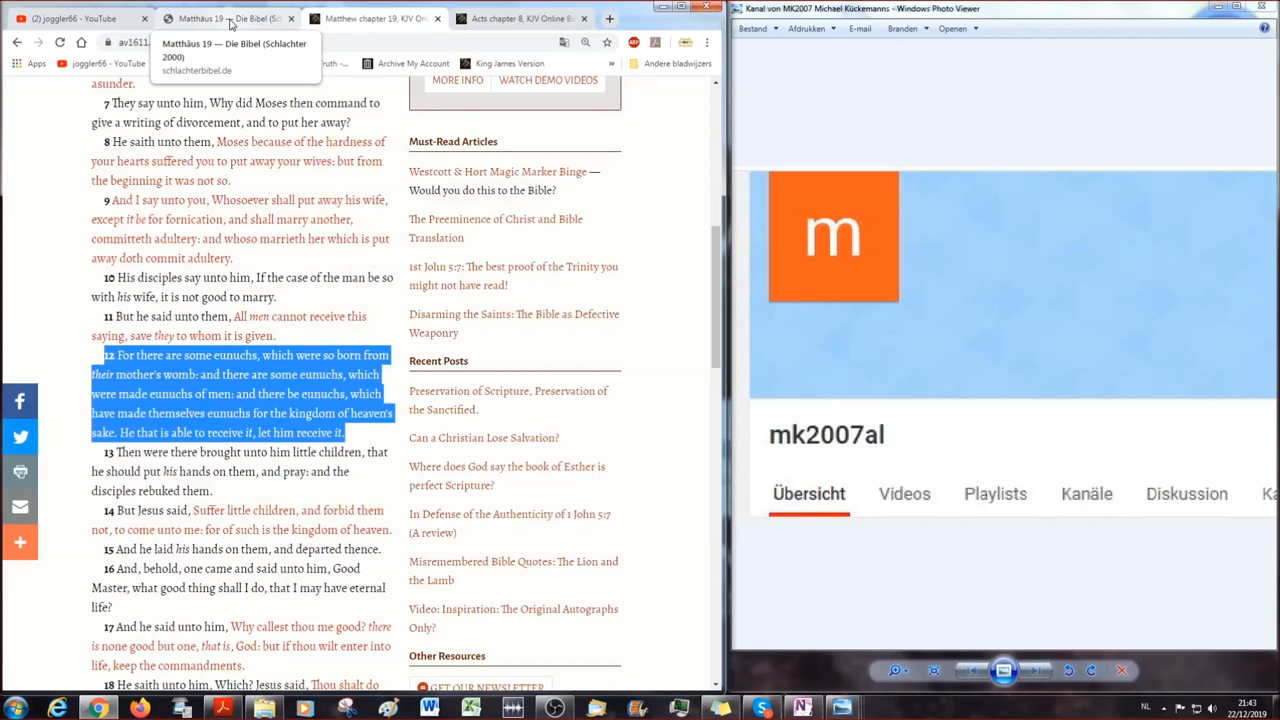 (2) joggler66 - YouTube
Matthäus 19 — Die Bibel (Sc
Matthew chapter 19, KJV On
Acts chapter 8, KJV Online Bi
Kanal von MK2007 Michael Kückemanns - Windows Photo Viewer
av1611.
Bestand
Afdrukken
E-mail
Branden
Openen
Matthäus 19 — Die Bibel (Schlachter
2000)
schlachterbibel.de
Apps
joggler66 - YouTube
Truth -...
Archive My Account
King James Version
Andere bladwijzers
asunder.
7 They say unto him, Why did Moses then command to
give a writing of divorcement, and to put her away?
8 He saith unto them, Moses because of the hardness of
your hearts suffered you to put away your wives: but from
the beginning it was not so.
9 And I say unto you, Whosoever shall put away his wife,
except it be for fornication, and shall marry another,
committeth adultery: and whoso marrieth her which is put
away doth commit adultery.
10 His disciples say unto him, If the case of the man be so
with his wife, it is not good to marry.
11 But he said unto them, All men cannot receive this
saying, save they to whom it is given.
12 For there are some eunuchs, which were so born from
their mother's womb: and there are some eunuchs, which
were made eunuchs of men: and there be eunuchs, which
have made themselves eunuchs for the kingdom of heaven's
sake. He that is able to receive it, let him receive it.
13 Then were there brought unto him little children, that
he should put his hands on them, and pray: and the
disciples rebuked them.
14 But Jesus said, Suffer little children, and forbid them
not, to come unto me: for of such is the kingdom of heaven.
15 And he laid his hands on them, and departed thence.
16 And, behold, one came and said unto him, Good
Master, what good thing shall I do, that I may have eternal
life?
17 And he said unto him, Why callest thou me good? there
is none good but one, that is, God: but if thou wilt enter into
life, keep the commandments.
18 He saith unto him, Which? Jesus said, Thou shalt do
MORE INFO
WATCH DEMO VIDEOS
Must-Read Articles
Westcott & Hort Magic Marker Binge —
Would you do this to the Bible?
The Preeminence of Christ and Bible
Translation
1st John 5:7: The best proof of the Trinity you
might not have read!
Disarming the Saints: The Bible as Defective
Weaponry
Recent Posts
Preservation of Scripture, Preservation of
the Sanctified.
Can a Christian Lose Salvation?
Where does God say the book of Esther is
perfect Scripture?
In Defense of the Authenticity of 1 John 5:7
(A review)
Misremembered Bible Quotes: The Lion and
the Lamb
Video: Inspiration: The Original Autographs
Only?
Other Resources
GET OUR NEWSLETTER
m
mk2007al
Übersicht
Videos
Playlists
Kanäle
Diskussion
Ka
NL
21:43
22/12/2019